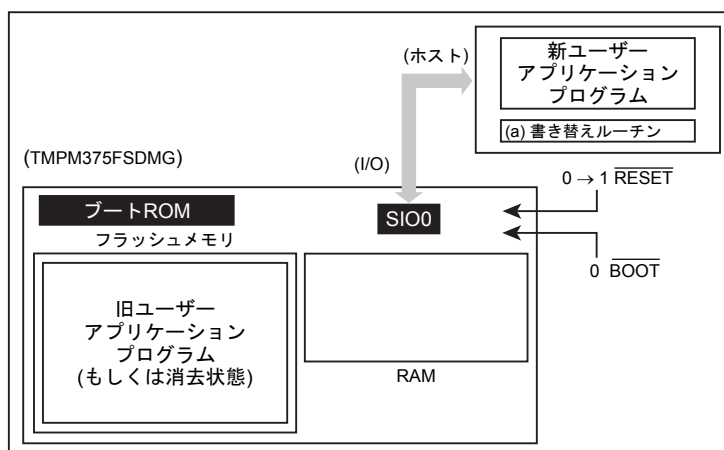 (ホスト)
新ユーザー
アプリケーション
プログラム
(a) 書き替えルーチン
(TMPM375FSDMG)
(I/O)
0 → 1 RESET
ブートROM
SIO0
フラッシュメモリ
0 BOOT
旧ユーザー
アプリケーション
プログラム
(もしくは消去状態)
RAM